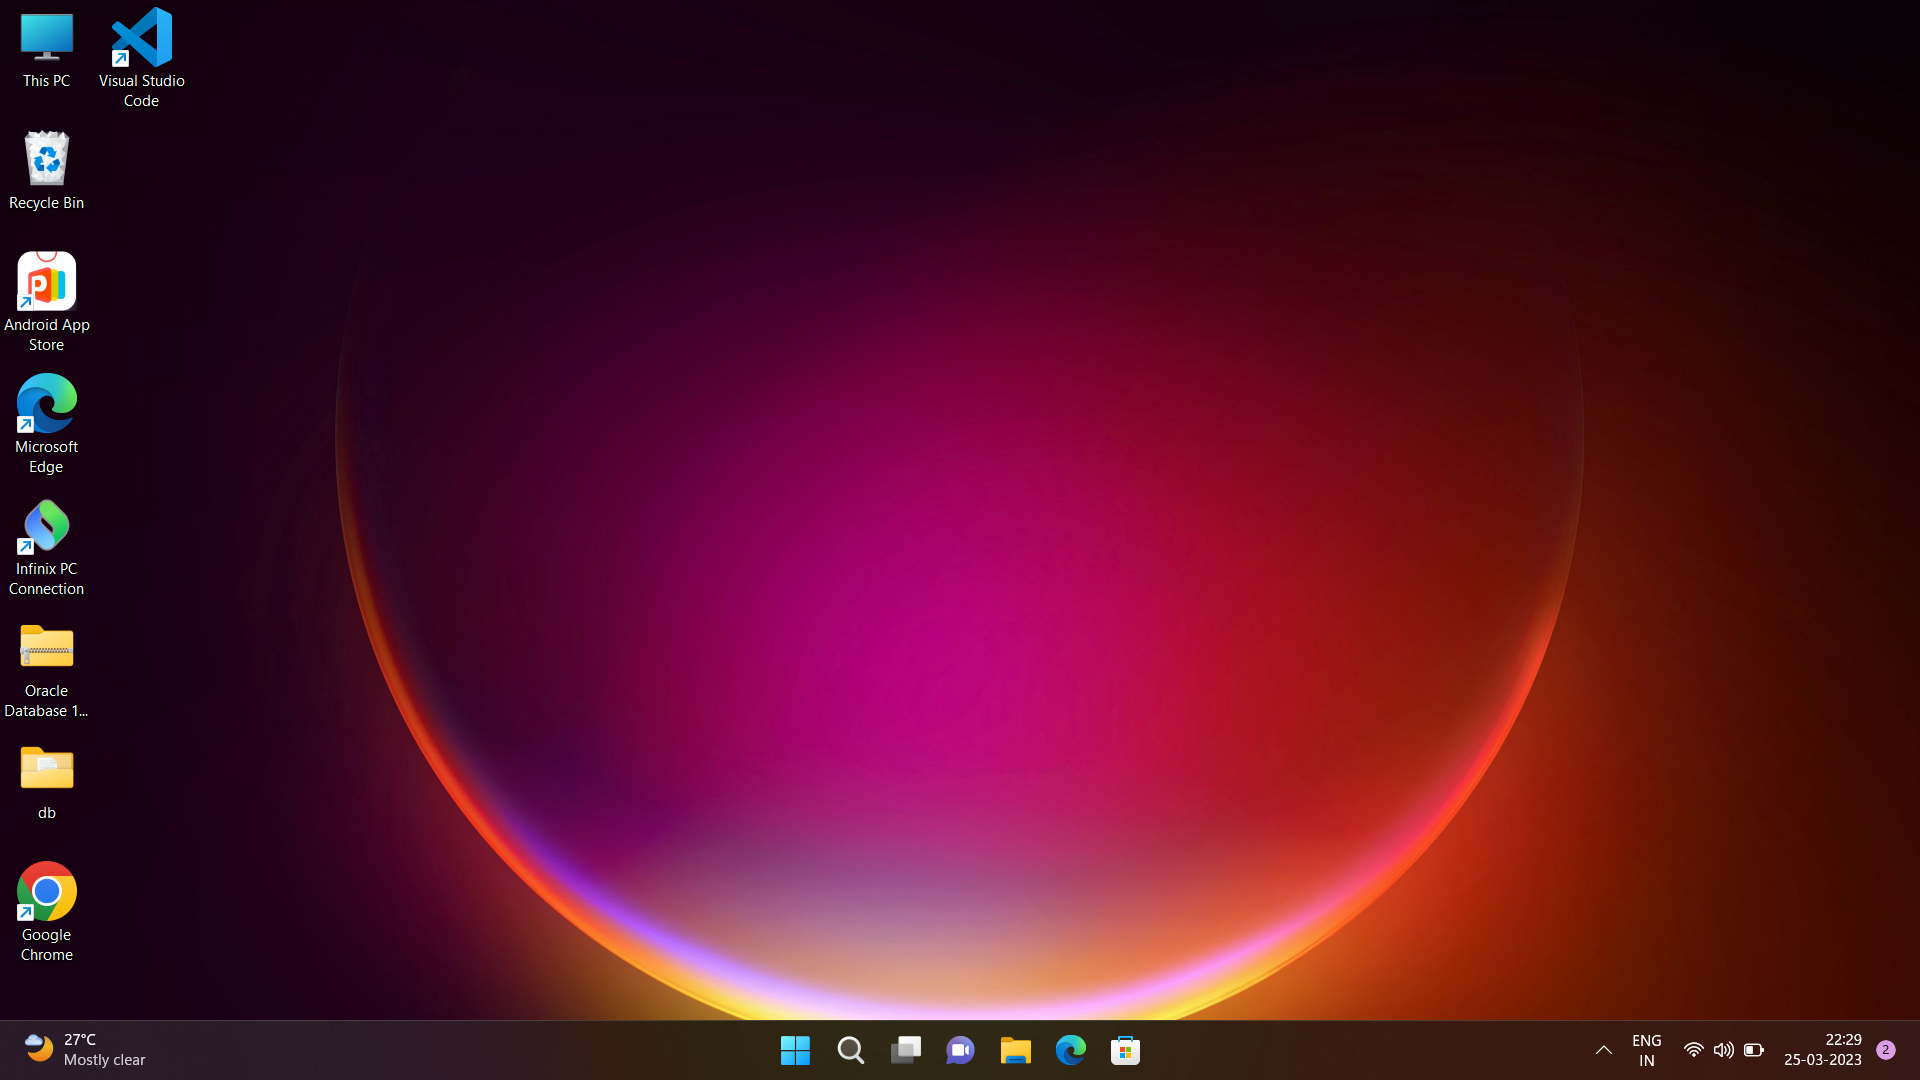 This PC
Visual Studio
Code
Recycle Bin
Android App
Store
Microsoft
Edge
Infinix PC
Connection
Oracle
Database 1...
db
Google
Chrome
27°C
Mostly clear
ENG
IN
22:29
25-03-2023
2